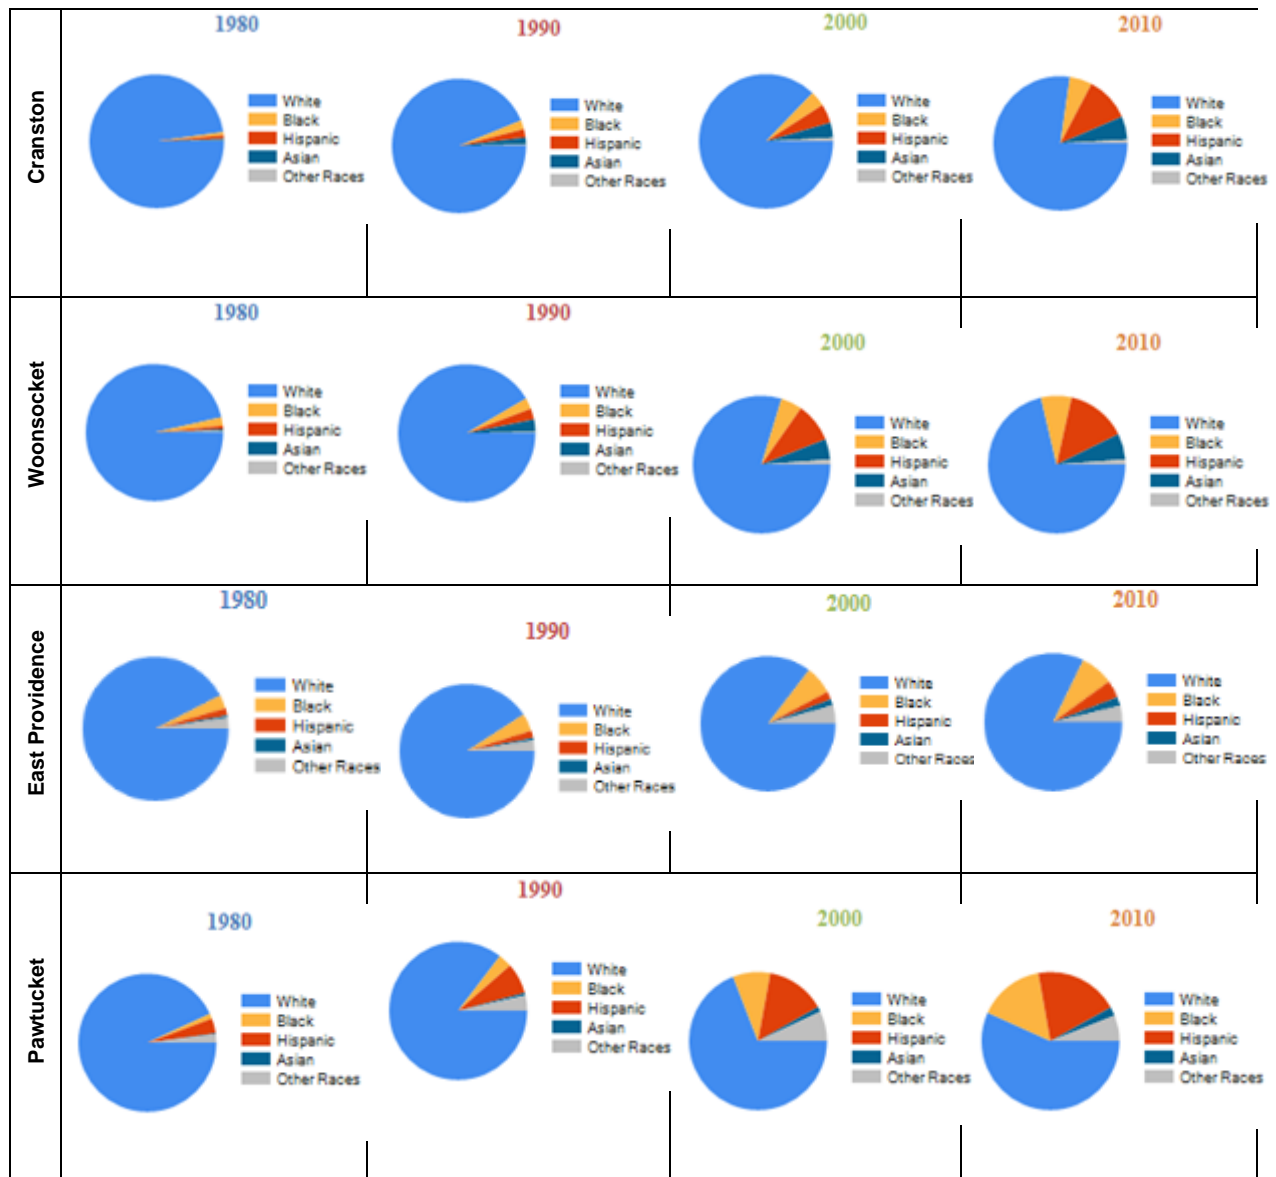 Cranston
1980
White
Black
Hispanic
Asian
Other Races
1990
White
Black
Hispanic
Asian
Other Races
2000
White
Black
Hispanic
Asian
Other Races
2010
White
Black
Hispanic
Asian
Other Races
Woonsocket
1980
White
Black
Hispanic
Asian
Other Races
1990
White
Black
Hispanic
Asian
Other Races
2000
White
Black
Hispanic
Asian
Other Races
2010
White
Black
Hispanic
Asian
Other Races
East Providence
1980
White
Black
Hispanic
Asian
Other Races
1990
White
Black
Hispanic
Asian
Other Races
2000
White
Black
Hispanic
Asian
Other Races
2010
White
Black
Hispanic
Asian
Other Races
Pawtucket
1980
White
Black
Hispanic
Asian
Other Races
1990
White
Black
Hispanic
Asian
Other Races
2000
White
Black
Hispanic
Asian
Other Races
2010
White
Black
Hispanic
Asian
Other Races